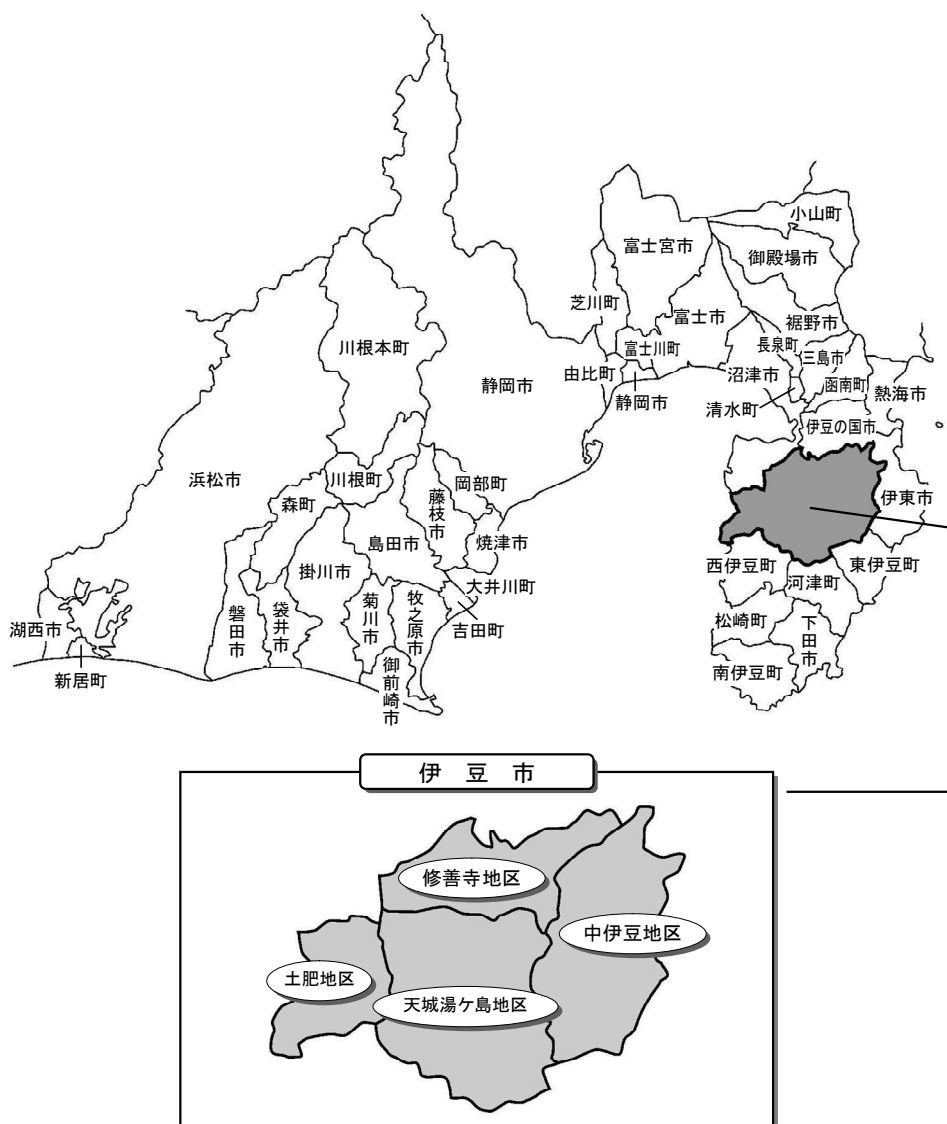 小山町
富士宮市
御殿場市
芝川町
富士市
裾野市
長泉町
三島市
川根本町
富士川町
函南町
由比町
沼津市
静岡市
熱海市
静岡市
清水町
伊豆の国市
浜松市
川根町
岡部町
森町
藤枝市
伊東市
島田市
焼津市
掛川市
西伊豆町
東伊豆町
大井川町
河津町
湖西市
磐田市
袋井市
菊川市
牧之原市
吉田町
松崎町
下田市
新居町
御前崎市
南伊豆町
伊豆市
修善寺地区
中伊豆地区
土肥地区
天城湯ケ島地区